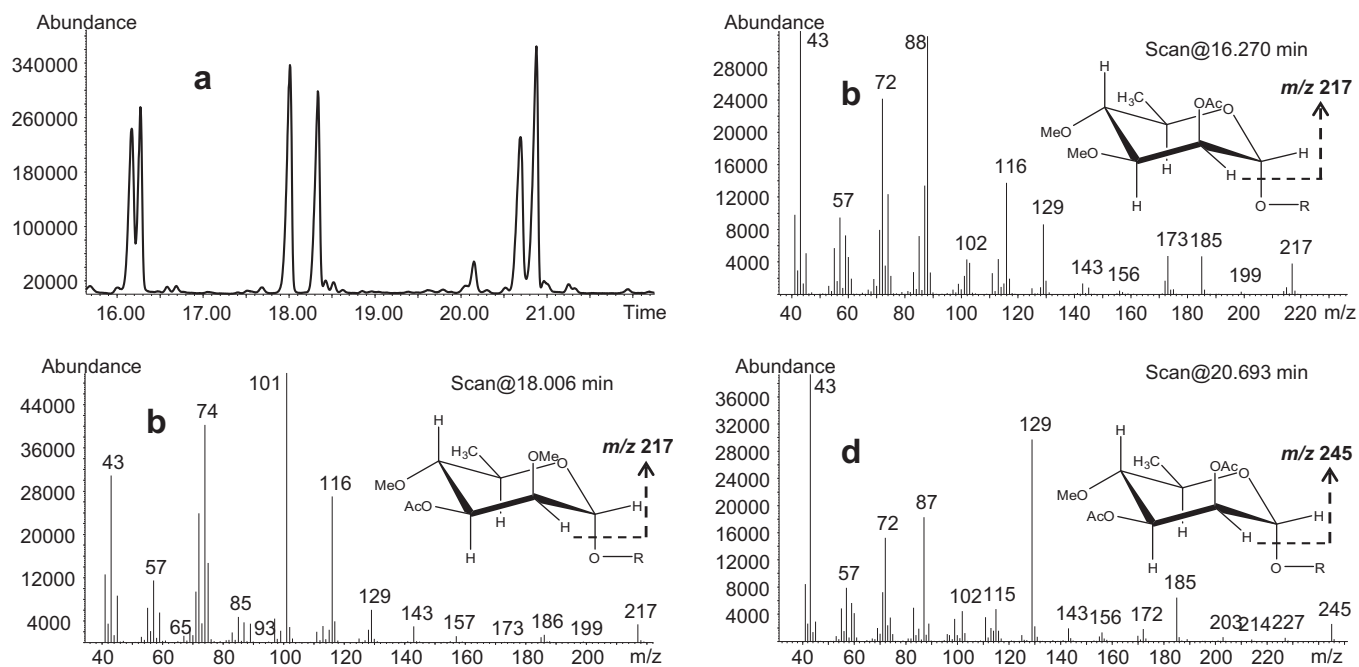 Abundance
340000
260000
180000
100000
20000
a
16.00 17.00 18.00 19.00 20.00 21.00 Time
Abundance
28000
24000
20000
16000
12000
8000
4000
b
Scan@16.270 min
43
88
72
57
116
102
129
143
156
173
185
199
217
H
H₃C
OAc
O
MeO
MeO
H
H
H
H
O—R
m/z 217
40 60 80 100 120 140 160 180 200 220 m/z
Abundance
44000
36000
28000
20000
12000
4000
b
Scan@18.006 min
101
74
43
57
65
85
93
116
129
143
157
173
186
199
217
H
H₃C
OMe
O
MeO
AcO
H
H
H
H
O—R
m/z 217
40 60 80 100 120 140 160 180 200 m/z
Abundance
36000
32000
28000
24000
20000
16000
12000
8000
4000
d
Scan@20.693 min
43
129
87
72
57
102
115
143
156
172
185
203
214
227
245
H
H₃C
OAc
O
MeO
AcO
H
H
H
H
O—R
m/z 245
40 60 80 100 120 140 160 180 200 220 m/z